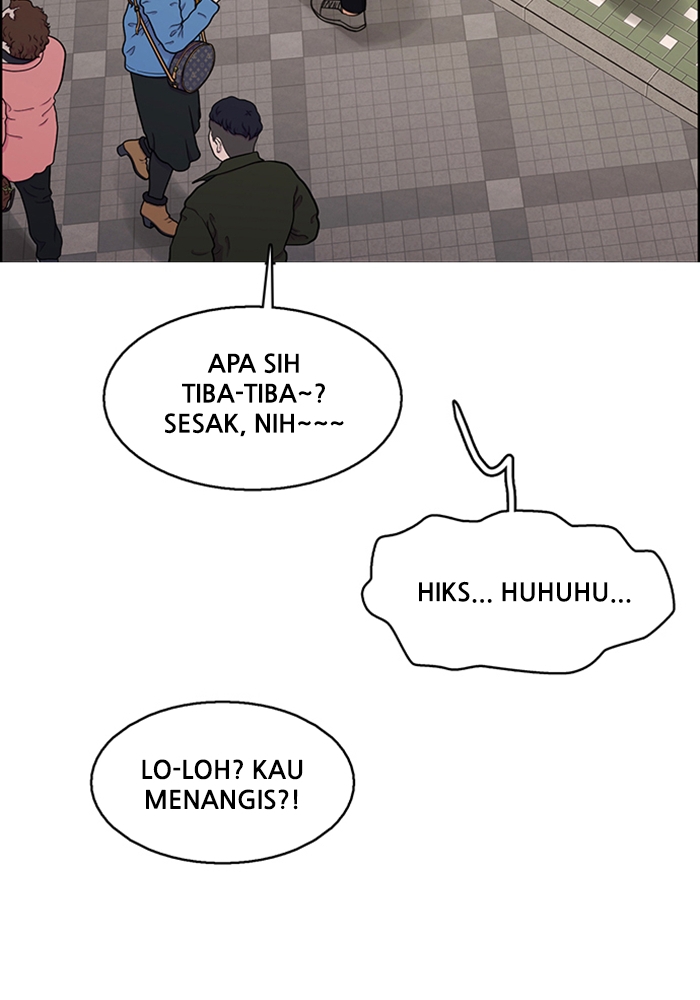 APA SIH
TIBA-TIBA~?
SESAK, NIH~~~
HIKS... HUHUHU...
LO-LOH? KAU
MENANGIS?!